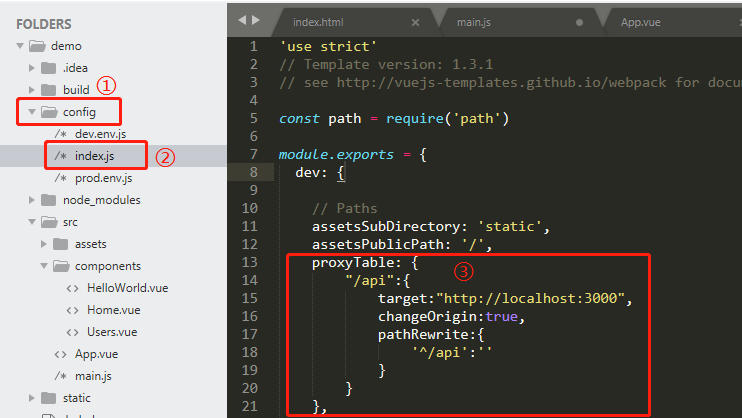 FOLDERS
demo
.idea
build
①
config
/* dev.env.js
/* index.js
②
/* prod.env.js
node_modules
src
assets
components
<> HelloWorld.vue
<> Home.vue
<> Users.vue
<> App.vue
/* main.js
static
index.html
main.js
App.vue
1 'use strict'
2 // Template version: 1.3.1
3 // see http://vuejs-templates.github.io/webpack for docu
4
5 const path = require('path')
6
7 module.exports = {
8 dev: {
9
10 // Paths
11 assetsSubDirectory: 'static',
12 assetsPublicPath: '/',
13 proxyTable: {
③
14 "/api":{
15 target:"http://localhost:3000",
16 changeOrigin:true,
17 pathRewrite:{
18 '^/api':''
19 }
20 }
21 },